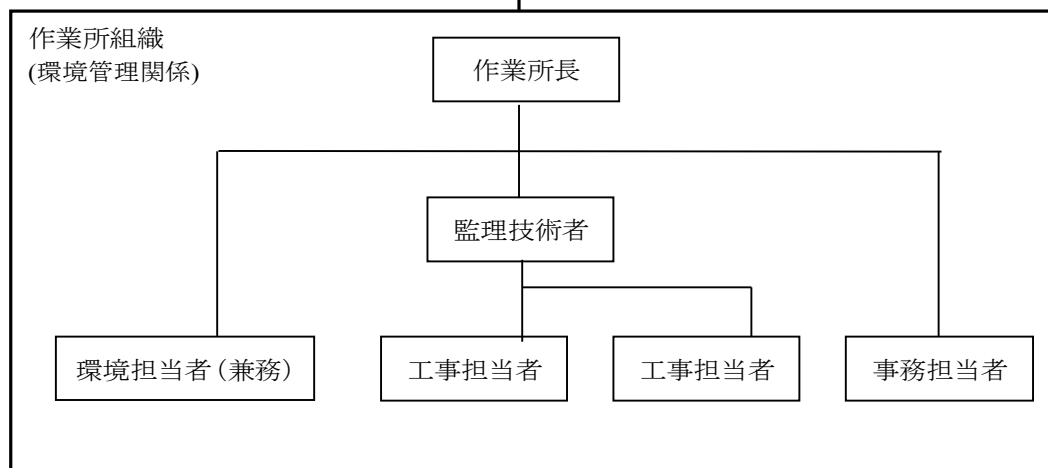 作業所組織
(環境管理関係)
作業所長
監理技術者
環境担当者(兼務)
工事担当者
工事担当者
事務担当者